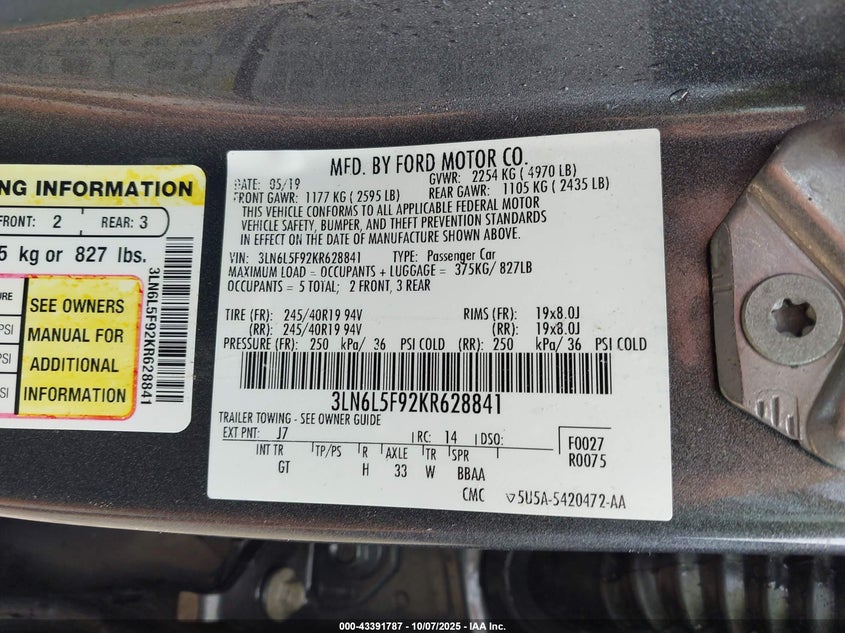 NG INFORMATION
FRONT: 2 REAR: 3
5 kg or 827 lbs.
URE
PSI
PSI
PSI
SEE OWNERS
MANUAL FOR
ADDITIONAL
INFORMATION
3LN6L5F92KR628841
MFD. BY FORD MOTOR CO.
DATE: 05/19 GVWR: 2254 KG ( 4970 LB)
FRONT GAWR: 1177 KG ( 2595 LB) REAR GAWR: 1105 KG ( 2435 LB)
THIS VEHICLE CONFORMS TO ALL APPLICABLE FEDERAL MOTOR
VEHICLE SAFETY, BUMPER, AND THEFT PREVENTION STANDARDS
IN EFFECT ON THE DATE OF MANUFACTURE SHOWN ABOVE.
VIN: 3LN6L5F92KR628841 TYPE: Passenger Car
MAXIMUM LOAD = OCCUPANTS + LUGGAGE = 375KG/ 827LB
OCCUPANTS = 5 TOTAL; 2 FRONT, 3 REAR
TIRE (FR): 245/40R19 94V RIMS (FR): 19x8.0J
(RR): 245/40R19 94V (RR): 19x8.0J
PRESSURE (FR): 250 kPa/ 36 PSI COLD (RR): 250 kPa/ 36 PSI COLD
3LN6L5F92KR628841
TRAILER TOWING - SEE OWNER GUIDE
EXT PNT: J7 RC: 14 DSO: F0027
INT TR TP/PS R AXLE TR SPR R0075
GT H 33 W BBAA
CMC 5U5A-5420472-AA
000-43391787 - 10/07/2025 - IAA Inc.